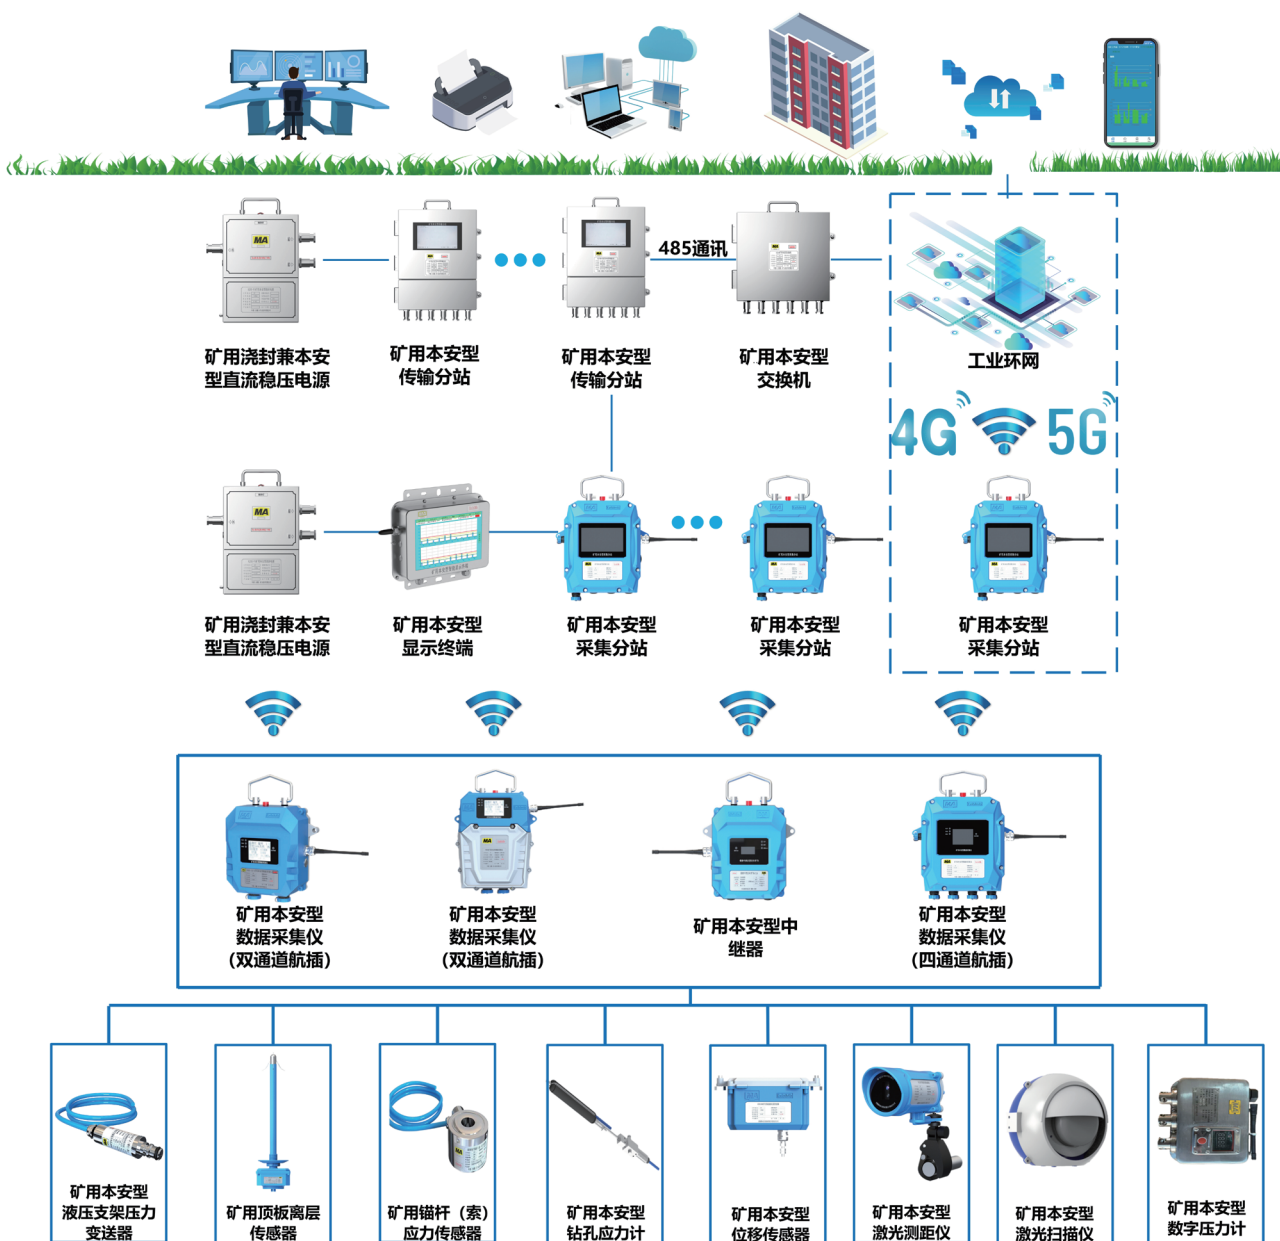 485通讯
矿用浇封兼本安
型直流稳压电源
矿用本安型
传输分站
矿用本安型
传输分站
矿用本安型
交换机
工业环网
4G
5G
MA
MA
矿用浇封兼本安
型直流稳压电源
矿用本安型
显示终端
矿用本安型
采集分站
矿用本安型
采集分站
矿用本安型
采集分站
MA
矿用本安型
数据采集仪
(双通道航插)
矿用本安型
数据采集仪
(双通道航插)
矿用本安型中
继器
矿用本安型
数据采集仪
(四通道航插)
MA
矿用本安型
液压支架压力
变送器
矿用顶板离层
传感器
矿用锚杆（索）
应力传感器
矿用本安型
钻孔应力计
矿用本安型
位移传感器
矿用本安型
激光测距仪
矿用本安型
激光扫描仪
矿用本安型
数字压力计